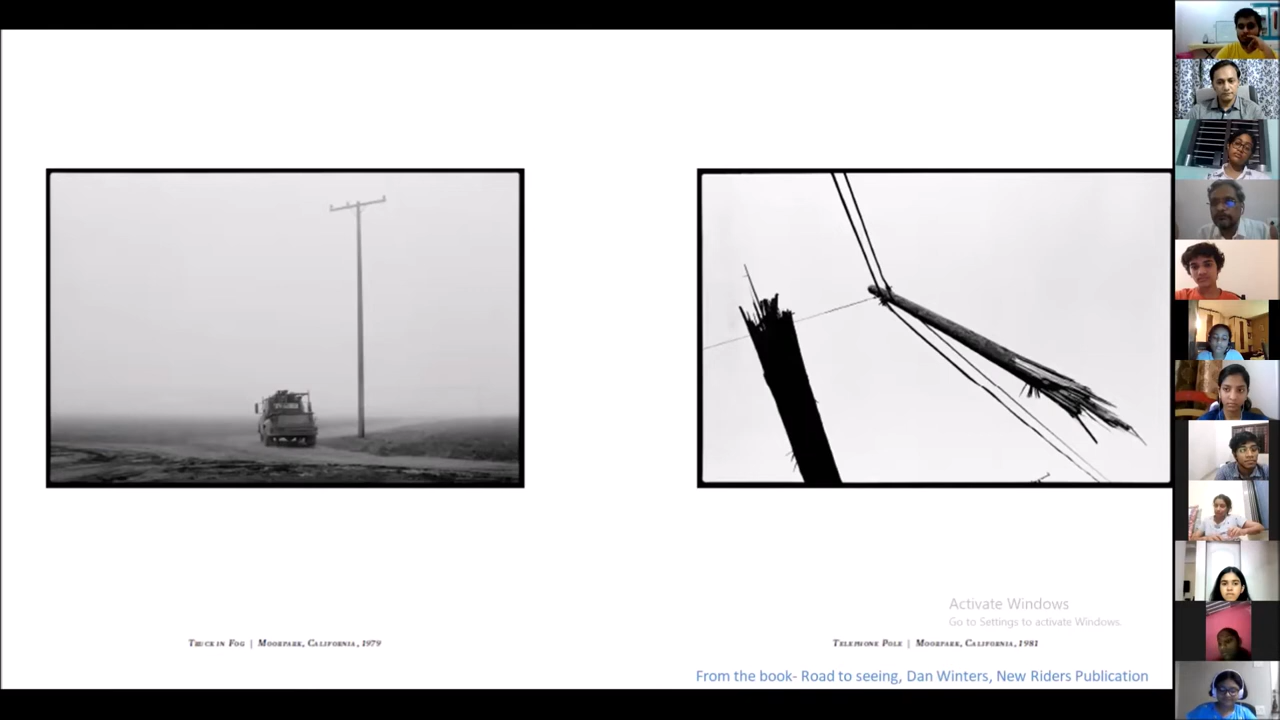 Activate Windows
Go to Settings to activate Windows.
TRUCK IN FOG | MOORPARK, CALIFORNIA, 1979
TELEPHONE POLE | MOORPARK, CALIFORNIA, 1981
From the book- Road to seeing, Dan Winters, New Riders Publication